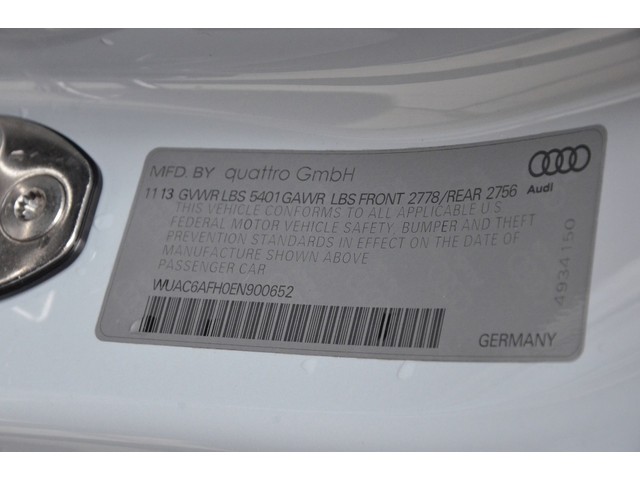 MFD. BY quattro GmbH
11 13 GVWR LBS 5401 GAWR LBS FRONT 2778/REAR 2756
THIS VEHICLE CONFORMS TO ALL APPLICABLE U.S.
FEDERAL MOTOR VEHICLE SAFETY, BUMPER AND THEFT
PREVENTION STANDARDS IN EFFECT ON THE DATE OF
MANUFACTURE SHOWN ABOVE
PASSENGER CAR
WUAC6AFH0EN900652
Audi
4934150
GERMANY